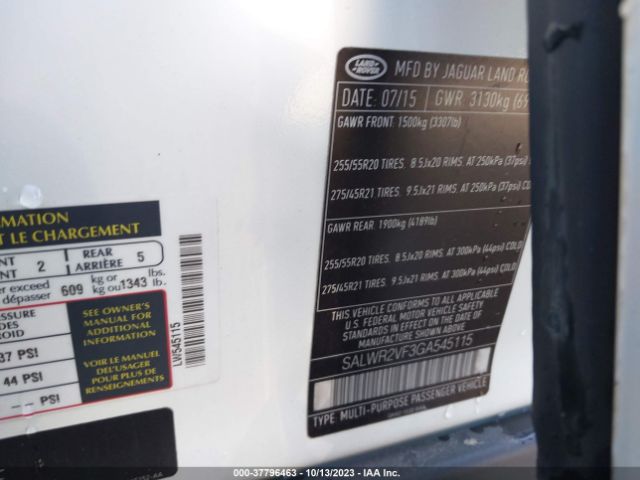 RMATION
T LE CHARGEMENT
NT 2 REAR ARRIÈRE 5
er exceed
dépasser 609 kg or kg ou 1343 lbs. lb.
SSURE
DES
ROID
37 PSI
44 PSI
-- PSI
SEE OWNER'S
MANUAL FOR
ADDITIONAL
INFORMATION
VOIR LE MANUEL
DE L'USAGER
POUR PLUS DE
RENSEIGNEMENTS
LW545115
LAND ROVER
MFD BY JAGUAR LAND RO
DATE: 07/15 GWR: 3130kg (69
GAWR FRONT: 1500kg (3307lb)
255/55R20 TIRES. 8.5Jx20 RIMS. AT 250kPa (37psi)
275/45R21 TIRES. 9.5Jx21 RIMS. AT 250kPa (37psi) COLD
GAWR REAR: 1900kg (4189lb)
255/55R20 TIRES. 8.5Jx20 RIMS. AT 300kPa (44psi) COLD
275/45R21 TIRES. 9.5Jx21 RIMS. AT 300kPa (44psi) COLD
THIS VEHICLE CONFORMS TO ALL APPLICABLE
U.S. FEDERAL MOTOR VEHICLE SAFETY
STANDARDS IN EFFECT ON THE DATE OF
MANUFACTURE SHOWN ABOVE.
SALWR2VF3GA545115
TYPE: MULTI-PURPOSE PASSENGER VEHICLE
000-37796463 - 10/13/2023 - IAA Inc.